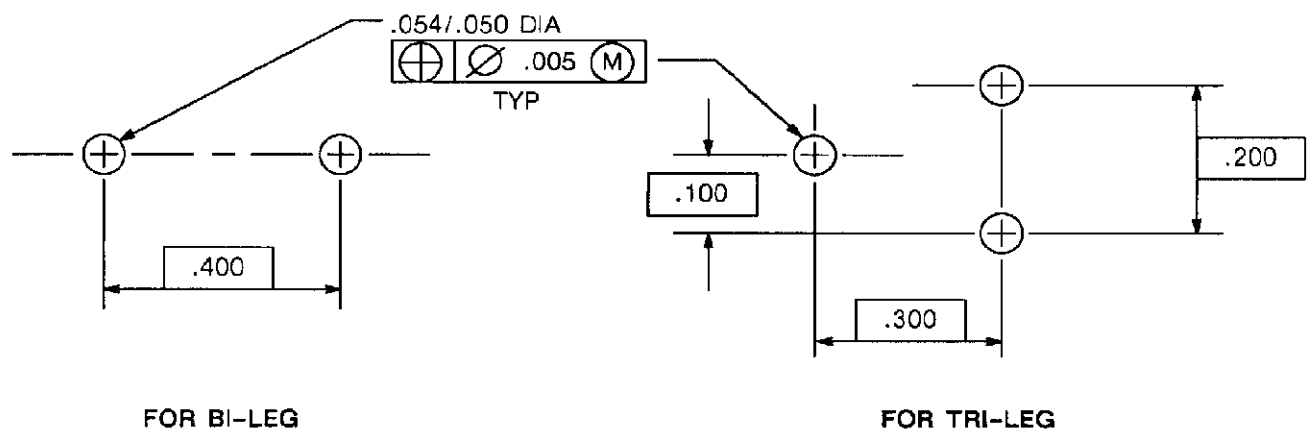 .054/.050 DIA
⌖ ⌀ .005 Ⓜ
TYP
.400
.100
.200
.300
FOR BI-LEG
FOR TRI-LEG